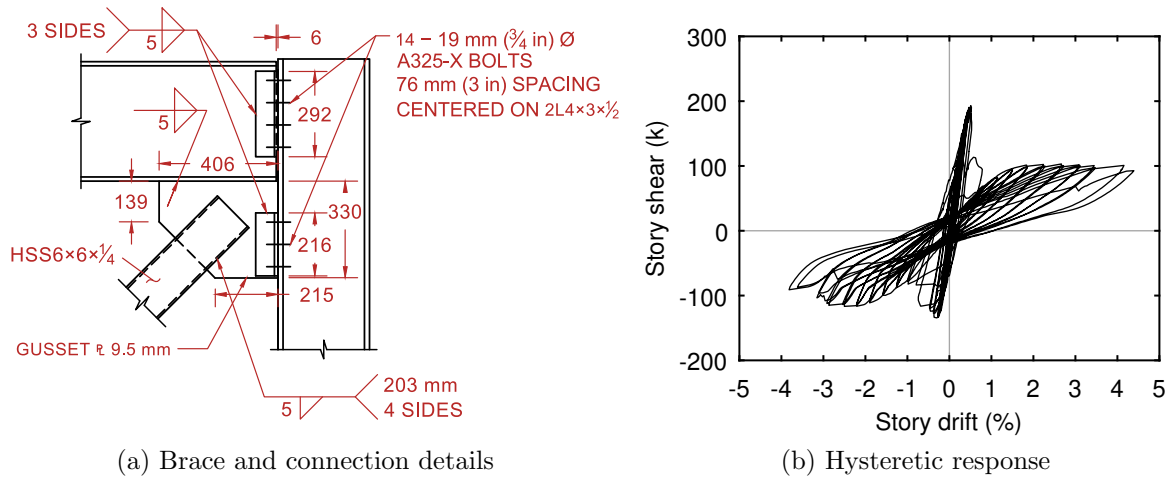 3 SIDES
5
6
14 – 19 mm (¾ in) Ø
A325-X BOLTS
76 mm (3 in) SPACING
CENTERED ON 2L4×3×½
5
292
406
139
330
HSS6×6×¼
216
215
GUSSET ℄ 9.5 mm
5
203 mm
4 SIDES
(a) Brace and connection details
300
200
100
0
-100
-200
Story shear (k)
-5 -4 -3 -2 -1 0 1 2 3 4 5
Story drift (%)
(b) Hysteretic response